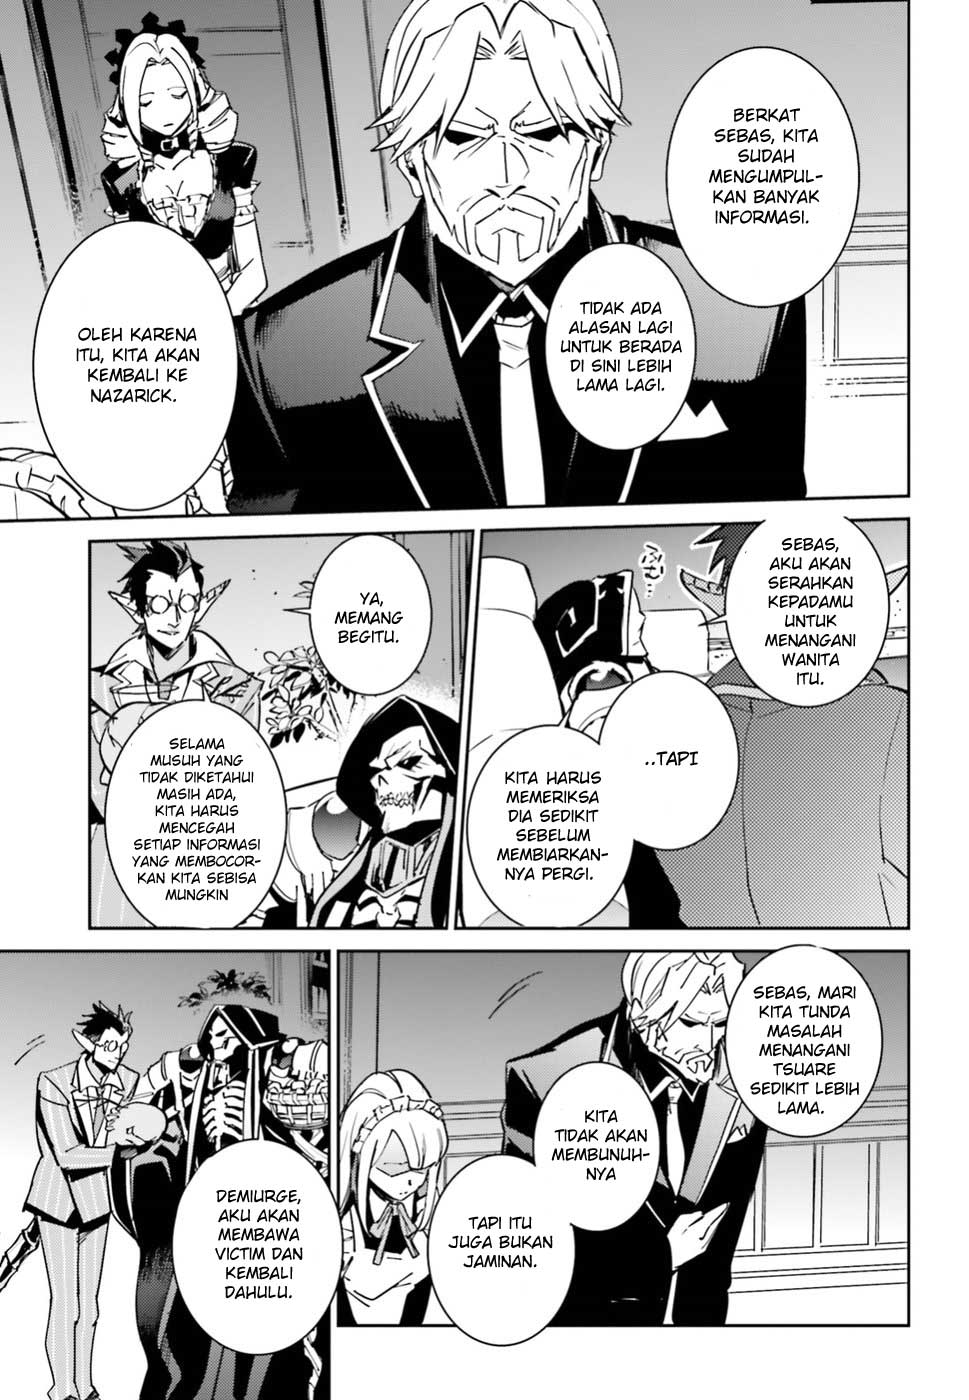 BERKAT
SEBAS, KITA
SUDAH
MENGUMPUL-
KAN BANYAK
INFORMASI.
TIDAK ADA
ALASAN LAGI
UNTUK BERADA
DI SINI LEBIH
LAMA LAGI.
OLEH KARENA
ITU, KITA AKAN
KEMBALI KE
NAZARICK.
SEBAS,
AKU AKAN
SERAHKAN
KEPADAMU
UNTUK
MENANGANI
WANITA
ITU.
ふむ…
..TAPI
KITA HARUS
MEMERIKSA
DIA SEDIKIT
SEBELUM
MEMBIARKAN-
NYA PERGI.
YA,
MEMANG
BEGITU.
SELAMA
MUSUH YANG
TIDAK DIKETAHUI
MASIH ADA,
KITA HARUS
MENCEGAH
SETIAP INFORMASI
YANG MEMBOCOR-
KAN KITA SEBISA
MUNGKIN
SEBAS, MARI
KITA TUNDA
MASALAH
MENANGANI
TSUARE
SEDIKIT LEBIH
LAMA.
KITA
TIDAK AKAN
MEMBUNUH-
NYA
TAPI ITU
JUGA BUKAN
JAMINAN.
DEMIURGE,
AKU AKAN
MEMBAWA
VICTIM DAN
KEMBALI
DAHULU.